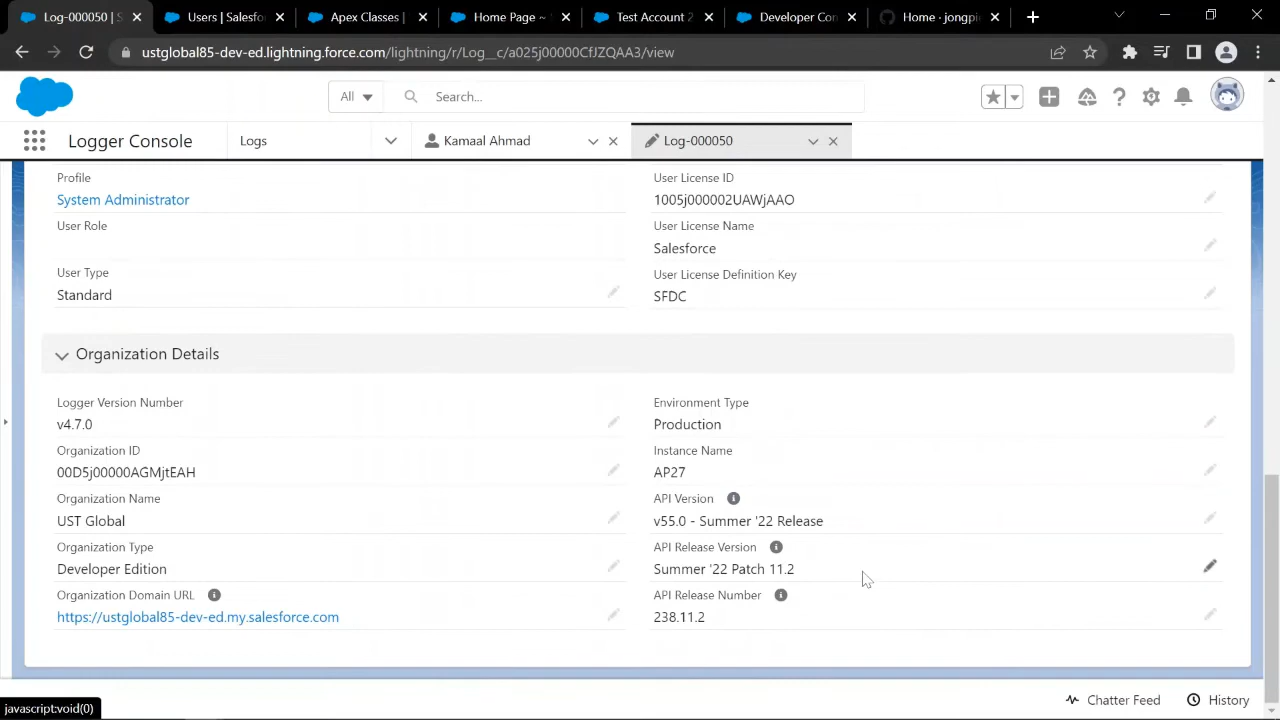 Log-000050 |
Users | Salesfo
Apex Classes |
Home Page ~
Test Account 2
Developer Con
Home · jongpi
ustglobal85-dev-ed.lightning.force.com/lightning/r/Log__c/a025j00000CfJZQAA3/view
All
Search...
Logger Console
Logs
Kamaal Ahmad
Log-000050
Profile
System Administrator
User License ID
1005j000002UAWjAAO
User Role
User License Name
Salesforce
User Type
Standard
User License Definition Key
SFDC
Organization Details
Logger Version Number
v4.7.0
Environment Type
Production
Organization ID
00D5j00000AGMjtEAH
Instance Name
AP27
Organization Name
UST Global
API Version
v55.0 - Summer '22 Release
Organization Type
Developer Edition
API Release Version
Summer '22 Patch 11.2
Organization Domain URL
https://ustglobal85-dev-ed.my.salesforce.com
API Release Number
238.11.2
Chatter Feed
History
javascript:void(0)